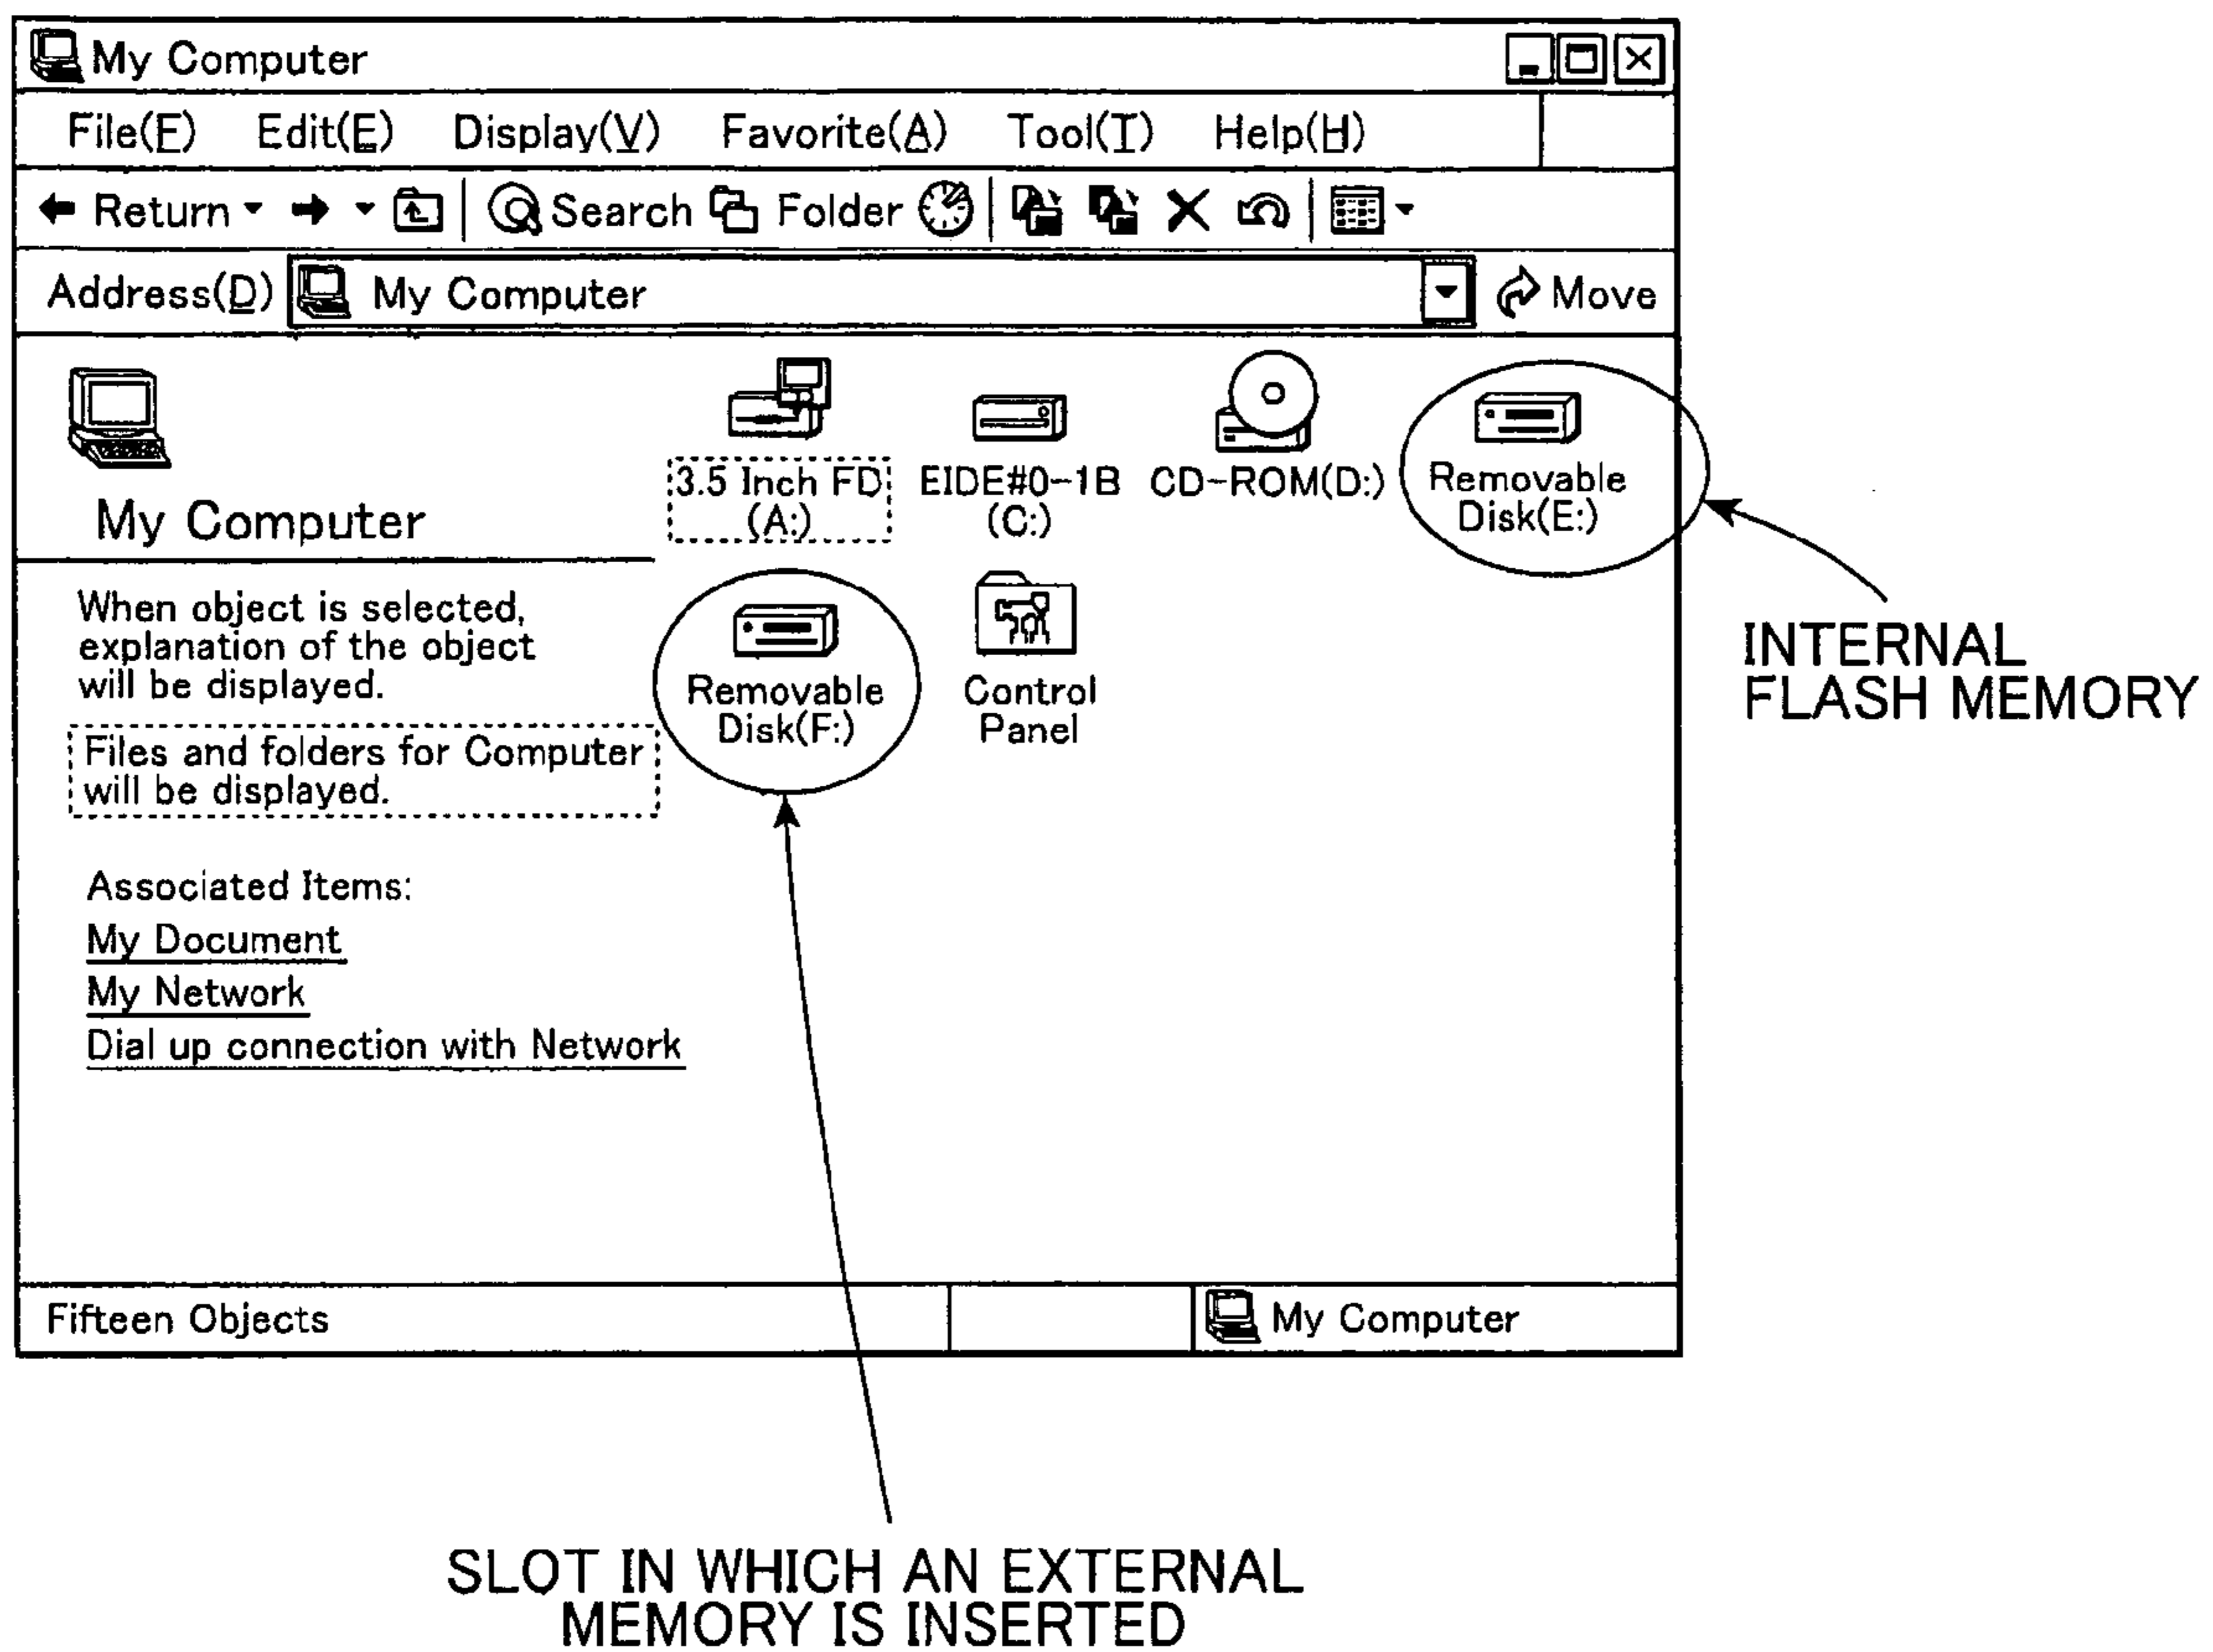 My Computer
File(F) Edit(E) Display(V) Favorite(A) Tool(T) Help(H)
Return Search Folder
Address(D) My Computer Move
My Computer
3.5 Inch FD
(A:)
EIDE#0-1B
(C:)
CD-ROM(D:)
Removable
Disk(E:)
When object is selected,
explanation of the object
will be displayed.
Files and folders for Computer
will be displayed.
Removable
Disk(F:)
Control
Panel
INTERNAL
FLASH MEMORY
Associated Items:
My Document
My Network
Dial up connection with Network
Fifteen Objects
My Computer
SLOT IN WHICH AN EXTERNAL
MEMORY IS INSERTED